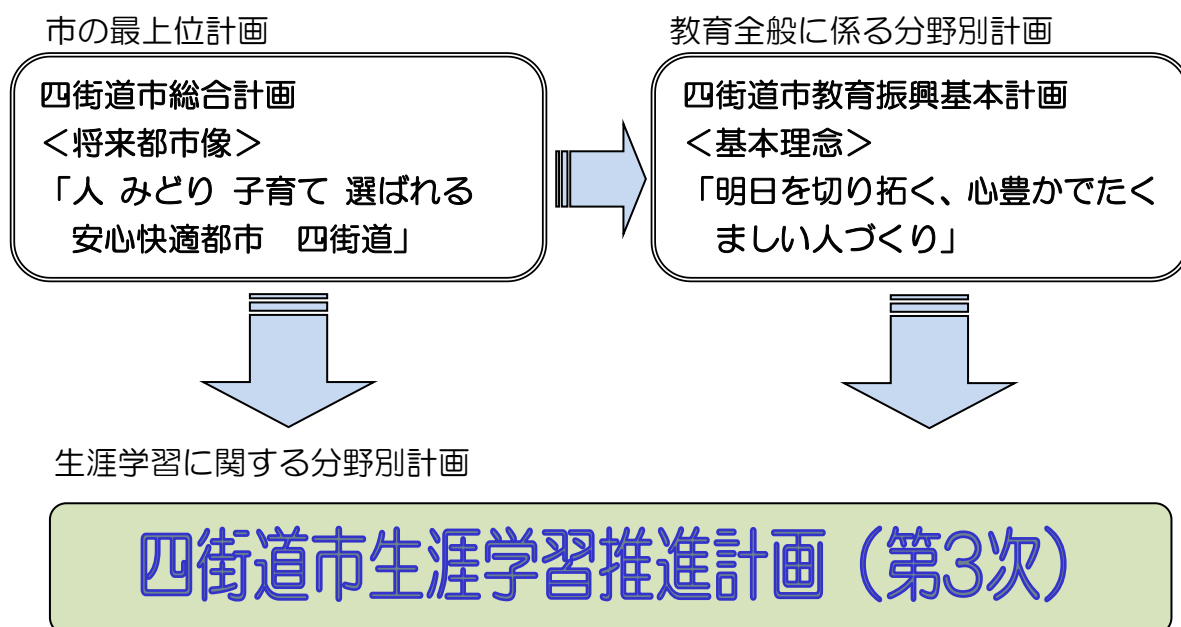 市の最上位計画
四街道市総合計画
＜将来都市像＞
「人 みどり 子育て 選ばれる
安心快適都市　四街道」
教育全般に係る分野別計画
四街道市教育振興基本計画
＜基本理念＞
「明日を切り拓く、心豊かでたく
ましい人づくり」
生涯学習に関する分野別計画
四街道市生涯学習推進計画（第3次）